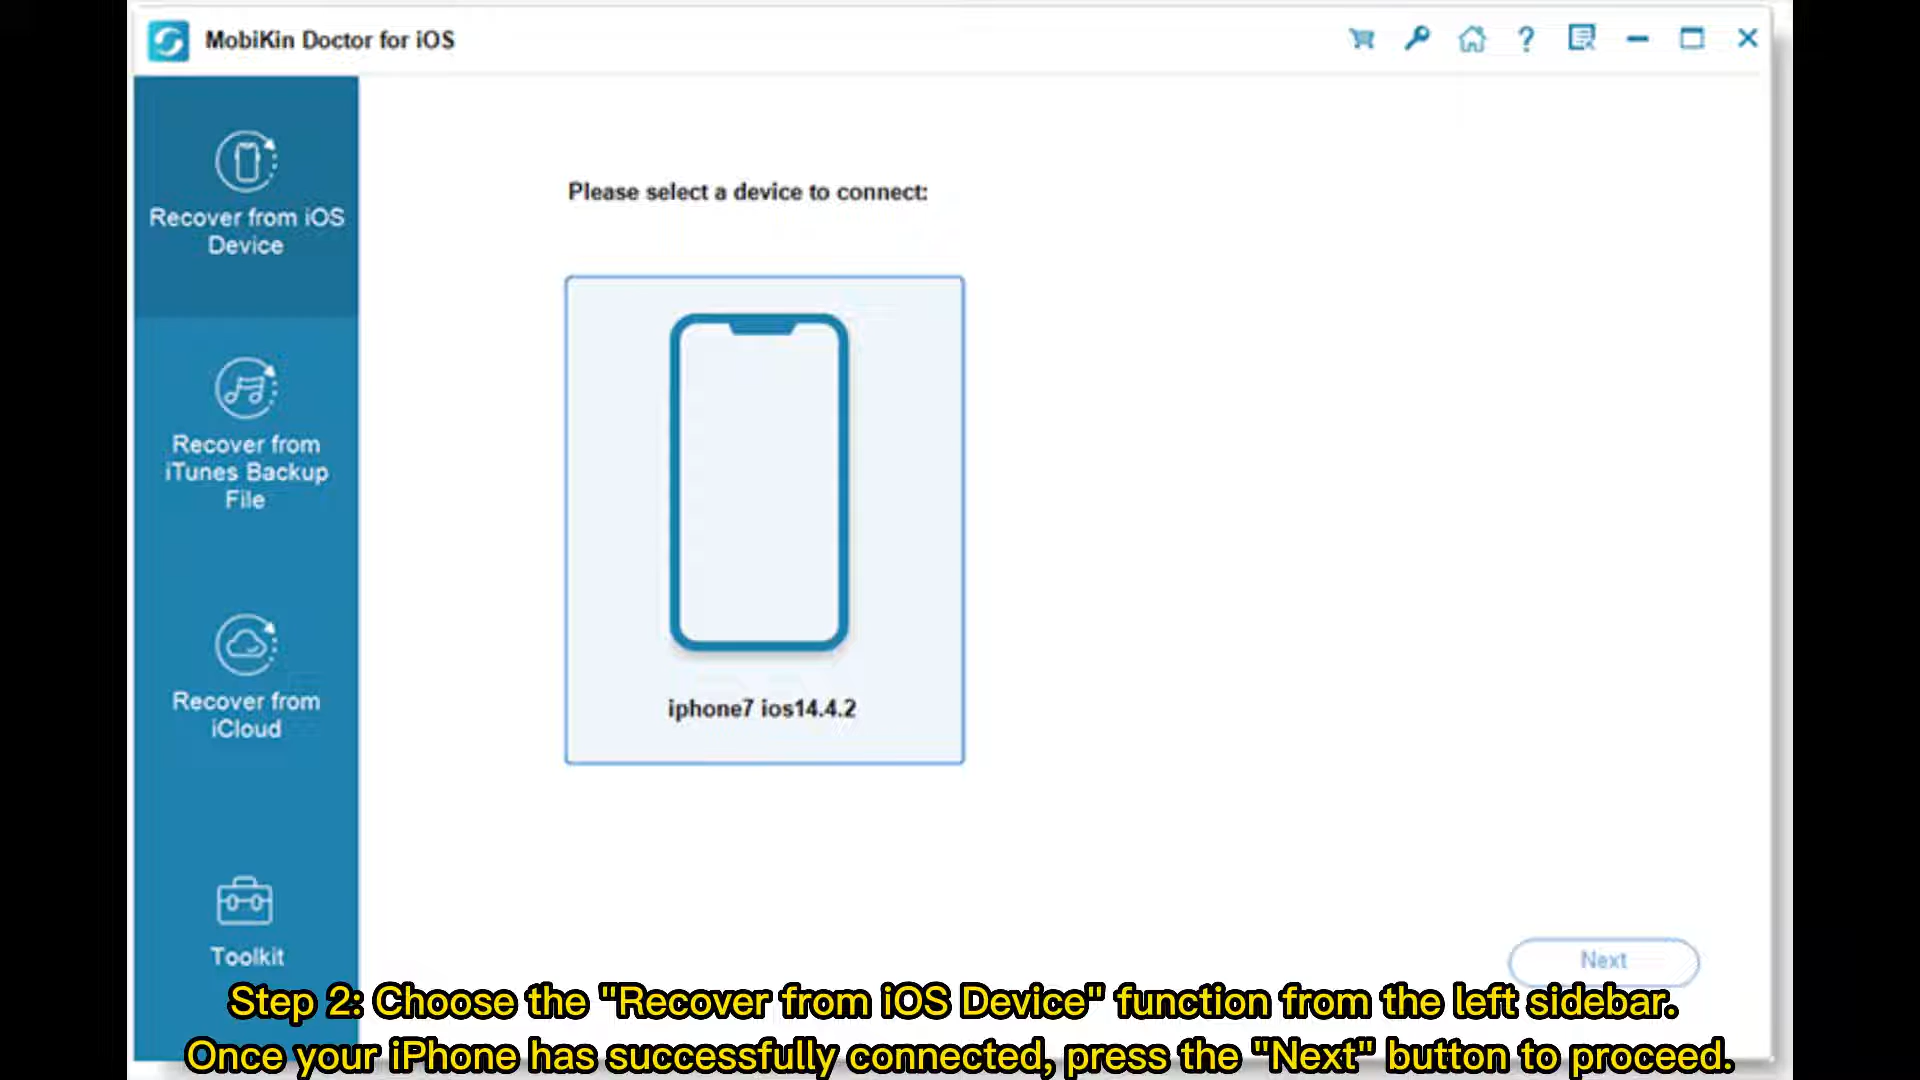 MobiKin Doctor for iOS
Recover from iOS
Device
Recover from
iTunes Backup
File
Recover from
iCloud
Toolkit
Please select a device to connect:
iphone7 ios14.4.2
Next
Step 2: Choose the "Recover from iOS Device" function from the left sidebar.
Once your iPhone has successfully connected, press the "Next" button to proceed.